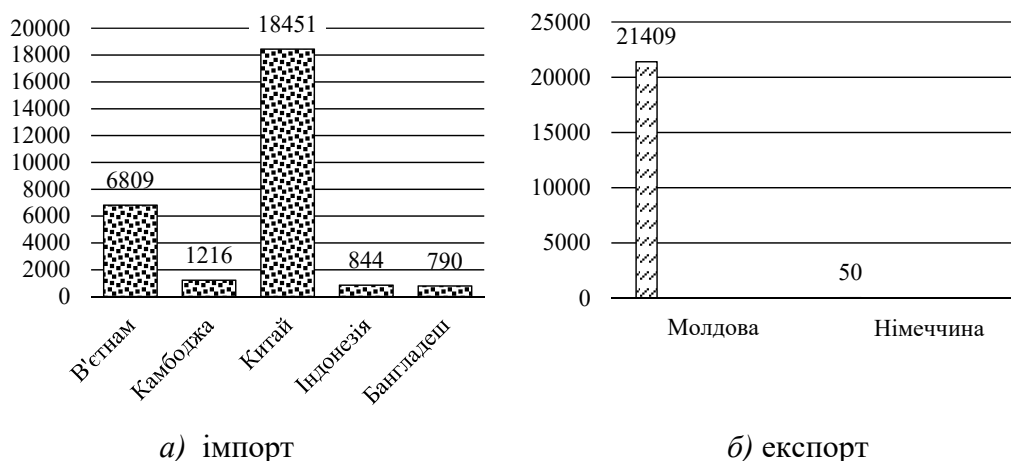 20000
18000
16000
14000
12000
10000
8000
6000
4000
2000
0
6809
1216
18451
844
790
В'єтнам
Камбоджа
Китай
Індонезія
Бангладеш
а) імпорт
25000
20000
15000
10000
5000
0
21409
50
Молдова
Німеччина
б) експорт